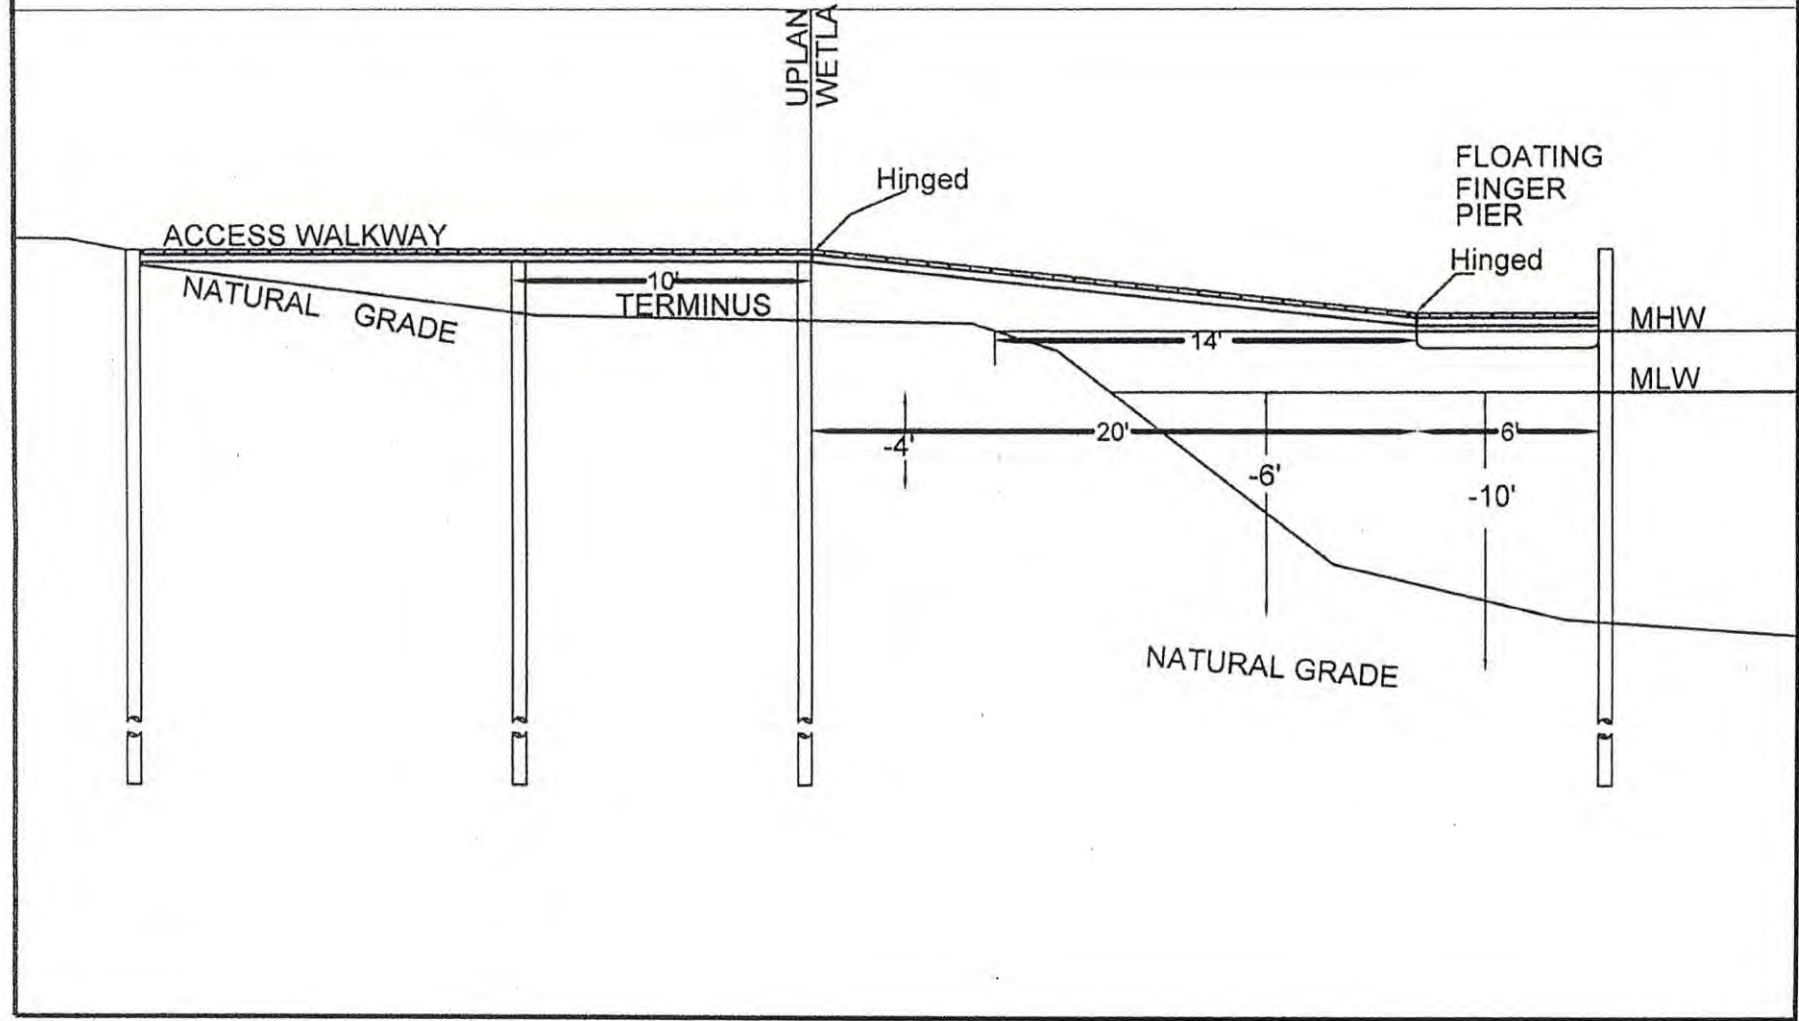 UPLAN
WETLA
Hinged
FLOATING
FINGER
PIER
ACCESS WALKWAY
Hinged
10'
TERMINUS
NATURAL GRADE
MHW
14'
MLW
-4'
20'
6'
-6'
-10'
NATURAL GRADE